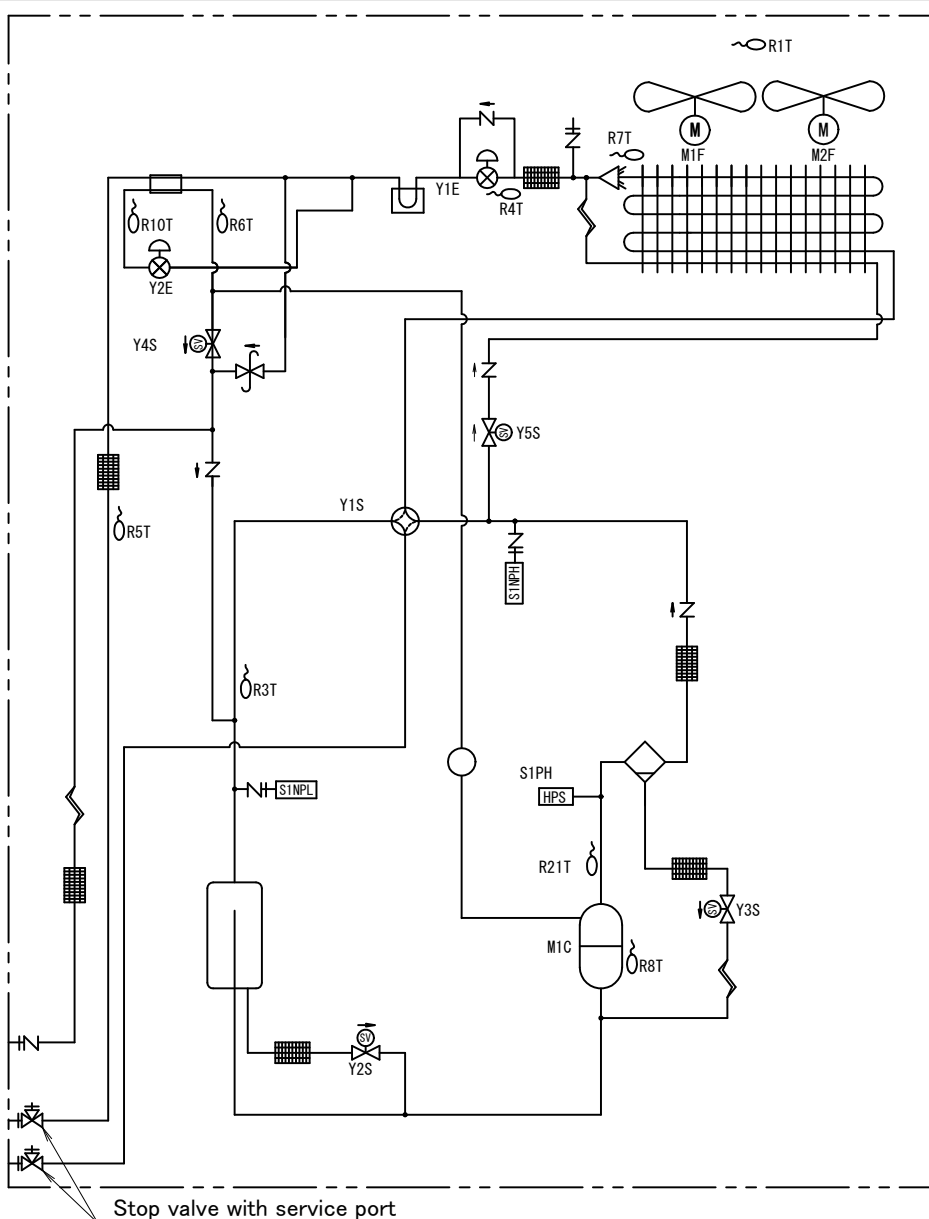 R1T
M
M
R7T
M1F
M2F
Y1E
R4T
R10T
R6T
Y2E
Y4S
SV
SV
Y5S
Y1S
R5T
S1NPH
R3T
S1NPL
S1PH
HPS
R21T
SV
Y3S
M1C
R8T
SV
Y2S
Stop valve with service port